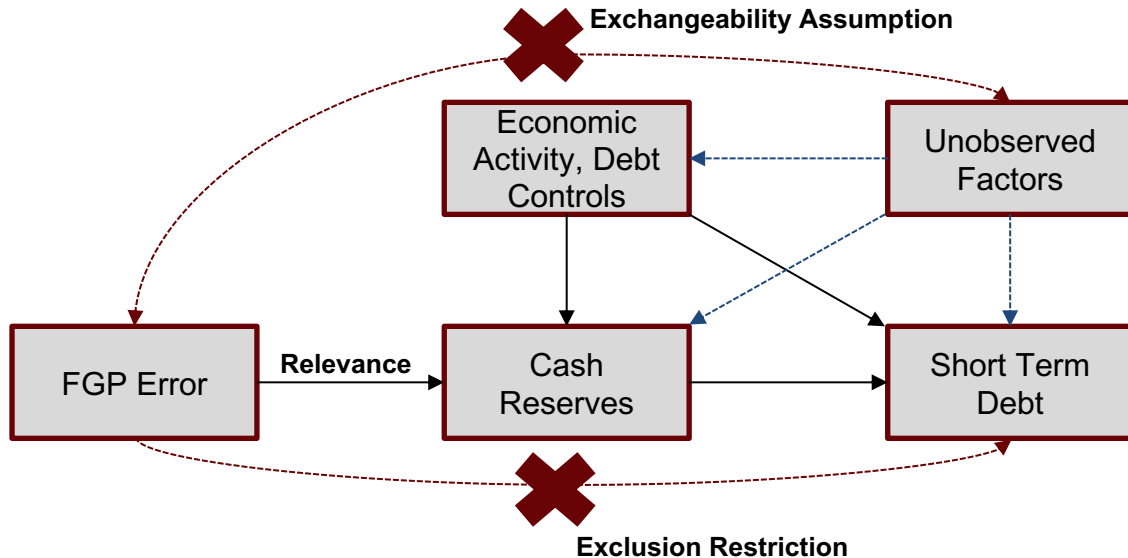 Exchangeability Assumption
Economic
Activity, Debt
Controls
Unobserved
Factors
FGP Error
Relevance
Cash
Reserves
Short Term
Debt
Exclusion Restriction